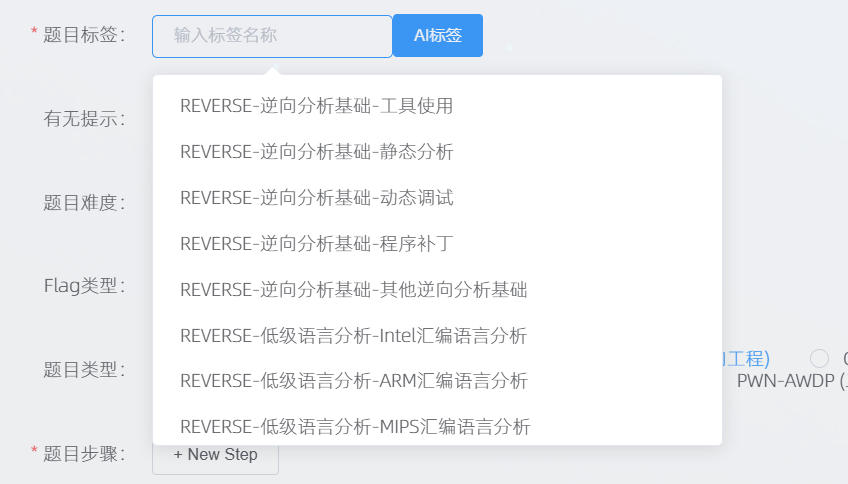 * 题目标签： 输入标签名称 AI标签
REVERSE-逆向分析基础-工具使用
有无提示：
REVERSE-逆向分析基础-静态分析
题目难度： REVERSE-逆向分析基础-动态调试
REVERSE-逆向分析基础-程序补丁
Flag类型： REVERSE-逆向分析基础-其他逆向分析基础
REVERSE-低级语言分析-Intel汇编语言分析
工程)
题目类型： REVERSE-低级语言分析-ARM汇编语言分析 PWN-AWDP (
REVERSE-低级语言分析-MIPS汇编语言分析
* 题目步骤： + New Step